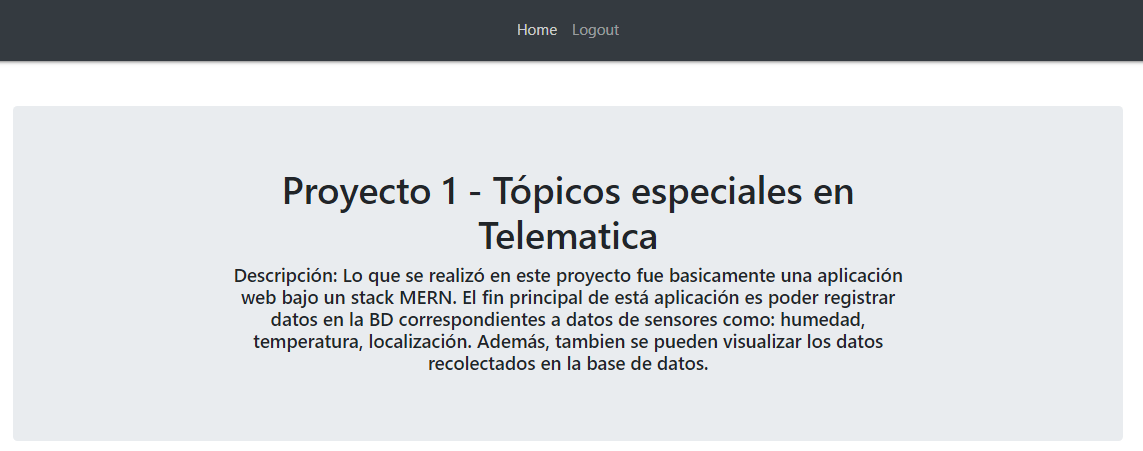 Home Logout
Proyecto 1 - Tópicos especiales en
Telematica
Descripción: Lo que se realizó en este proyecto fue basicamente una aplicación
web bajo un stack MERN. El fin principal de está aplicación es poder registrar
datos en la BD correspondientes a datos de sensores como: humedad,
temperatura, localización. Además, tambien se pueden visualizar los datos
recolectados en la base de datos.